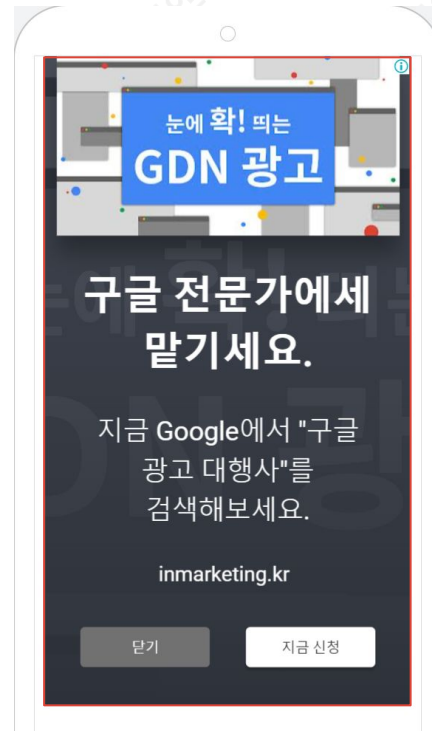 눈에 확! 띄는
GDN 광고
구글 전문가에세
맡기세요.
지금 Google에서 "구글
광고 대행사"를
검색해보세요.
inmarketing.kr
닫기
지금 신청